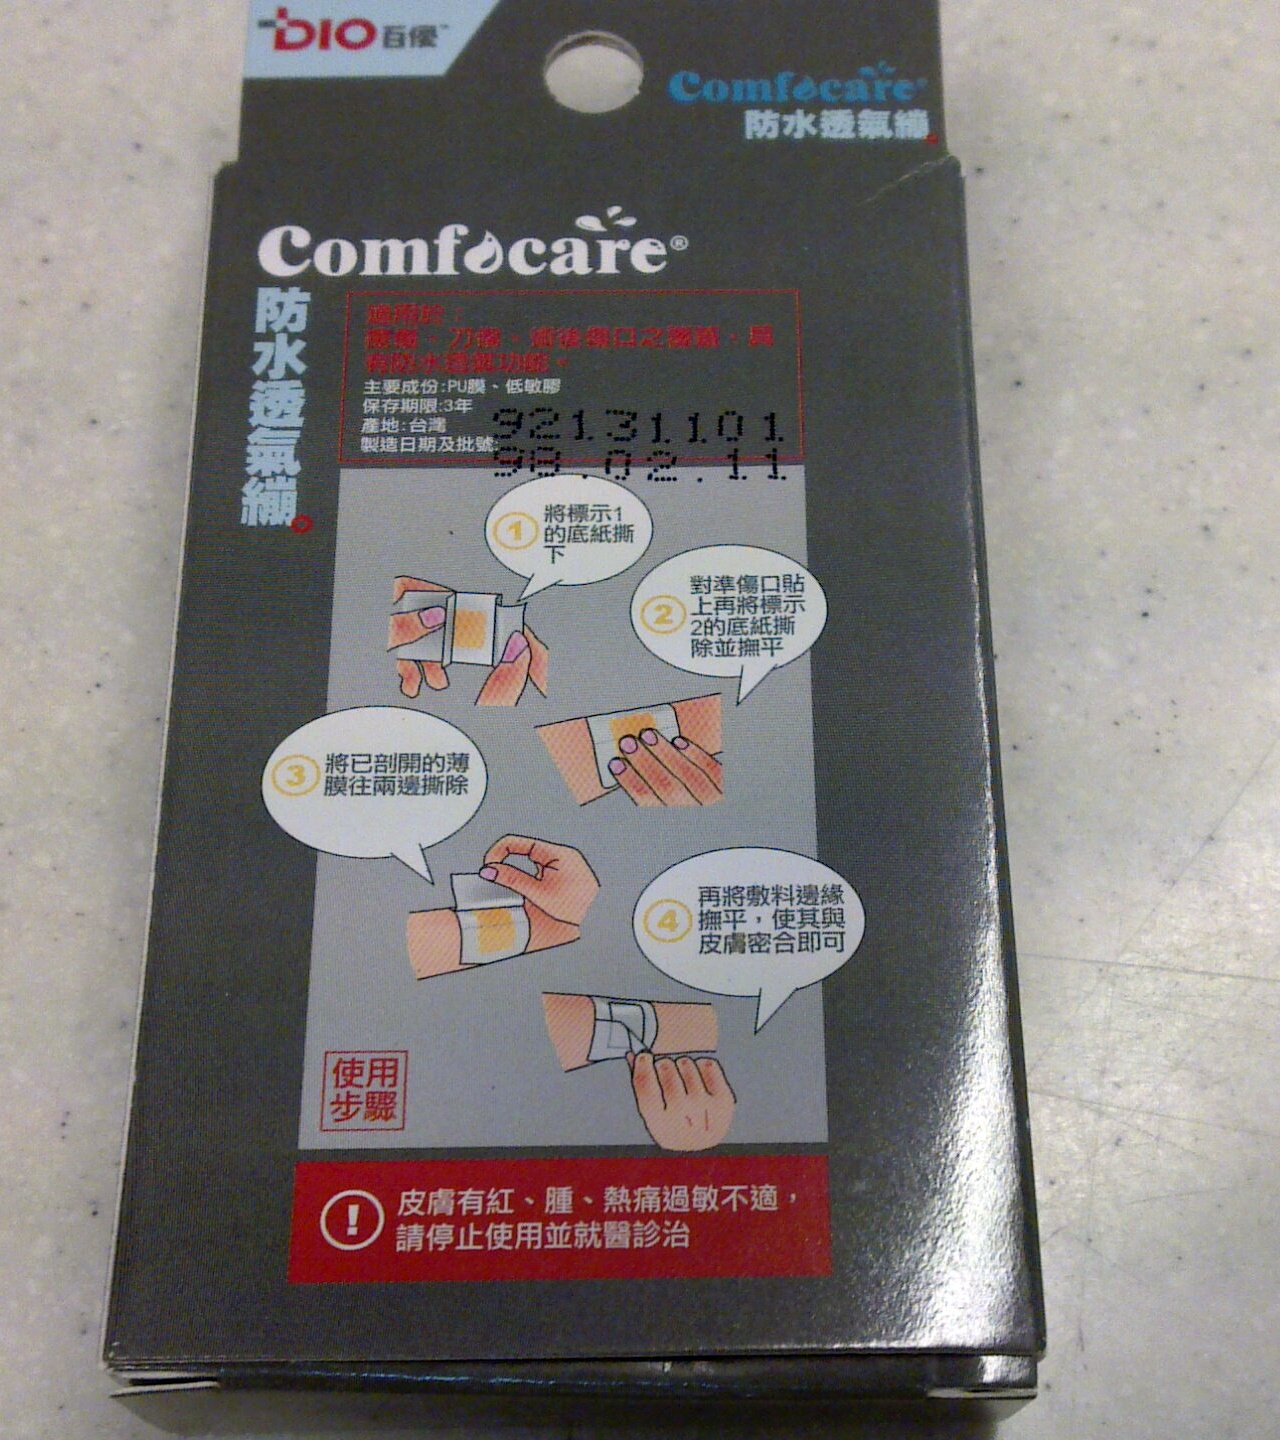 DIO 百優™
Comfocare®
防水透氣繃。
Comfocare®
防水透氣繃。
適用於：
擦傷、刀傷、術後傷口之覆蓋、具
有防水透氣功能。
主要成份:PU膜、低敏膠
保存期限:3年
產地:台灣
製造日期及批號:
92131101
98.02.11
1 將標示1
的底紙撕
下
2 對準傷口貼
上再將標示
2的底紙撕
除並撫平
3 將已剖開的薄
膜往兩邊撕除
4 再將敷料邊緣
撫平，使其與
皮膚密合即可
使用
步驟
! 皮膚有紅、腫、熱痛過敏不適，
請停止使用並就醫診治